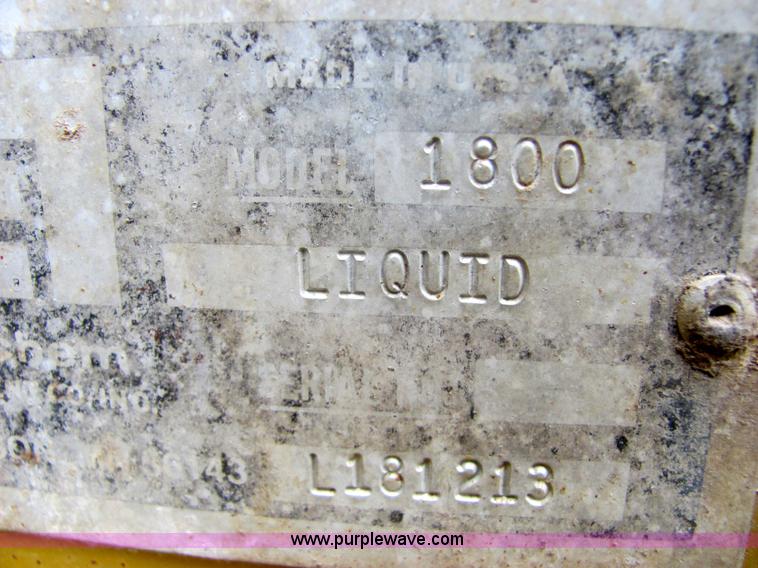 MADE IN U.S.A
MODEL 1800
LIQUID
SERIAL NO.
L181213
www.purplewave.com